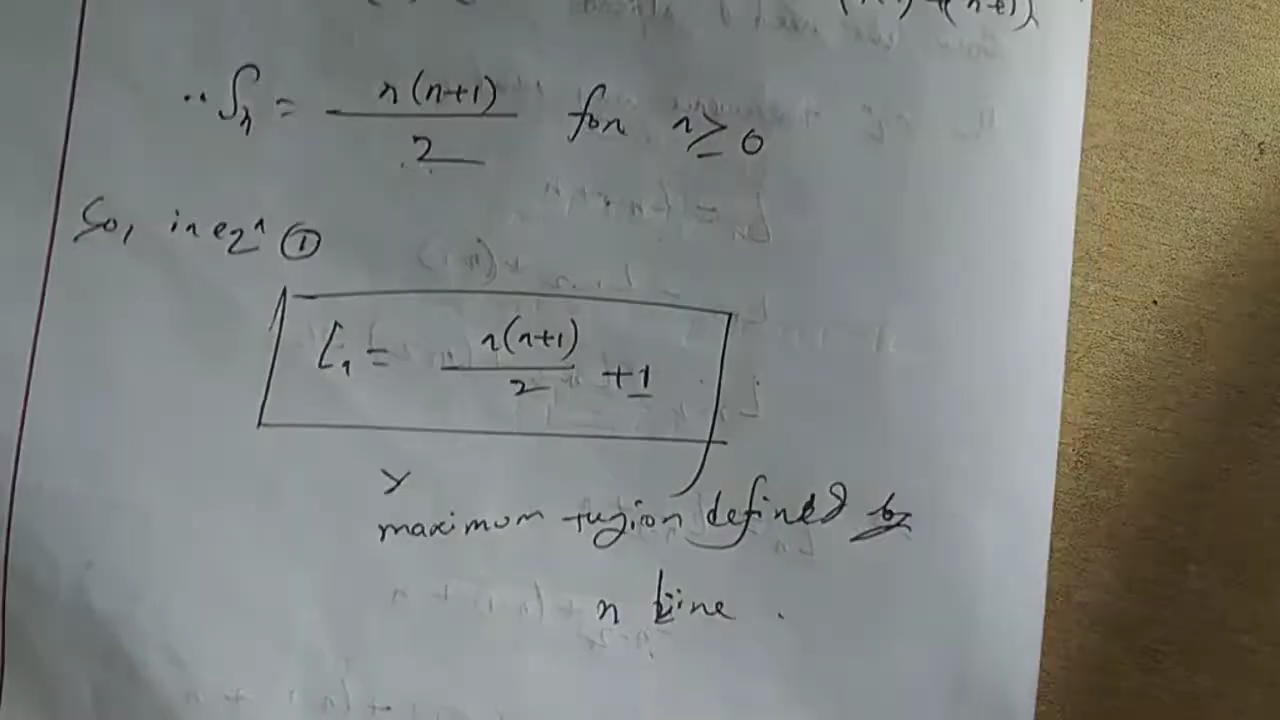 ∴ Sₙ = n(n+1)/2 for n ≥ 0
So, in eqⁿ ①
Lₙ = n(n+1)/2 + 1
maximum region defined by
n line .